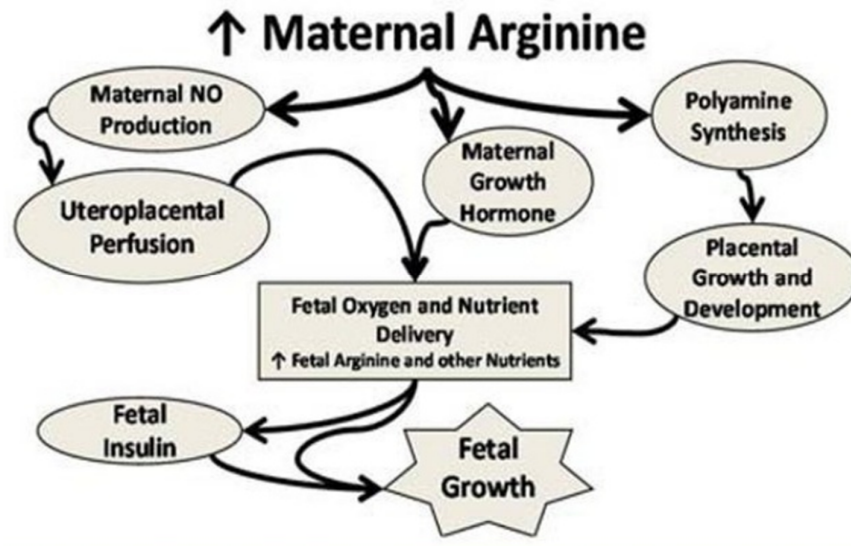 ↑ Maternal Arginine
Maternal NO
Production
Polyamine
Synthesis
Maternal
Growth
Hormone
Uteroplacental
Perfusion
Placental
Growth and
Development
Fetal Oxygen and Nutrient
Delivery
↑ Fetal Arginine and other Nutrients
Fetal
Insulin
Fetal
Growth